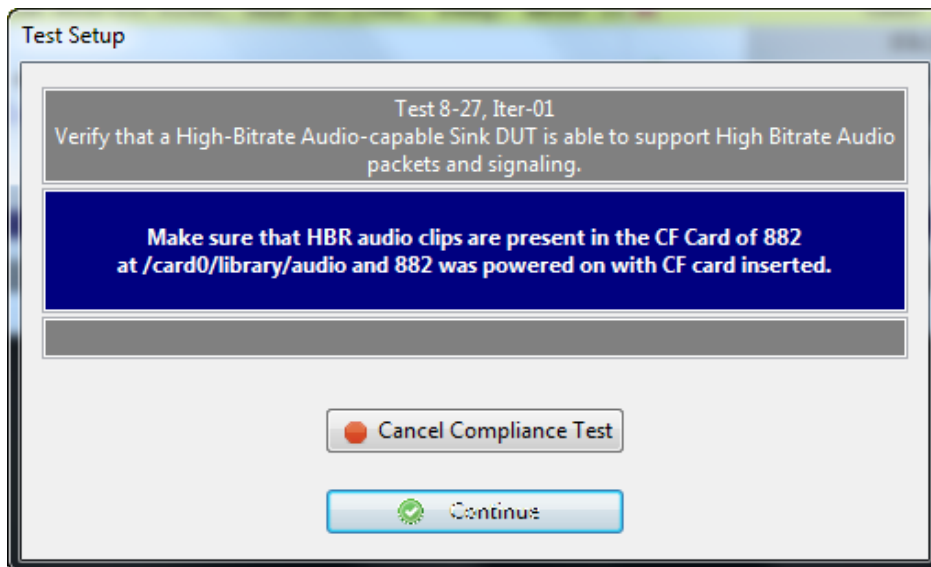 Test Setup
Test 8-27, Iter-01
Verify that a High-Bitrate Audio-capable Sink DUT is able to support High Bitrate Audio
packets and signaling.
Make sure that HBR audio clips are present in the CF Card of 882
at /card0/library/audio and 882 was powered on with CF card inserted.
Cancel Compliance Test
Continue